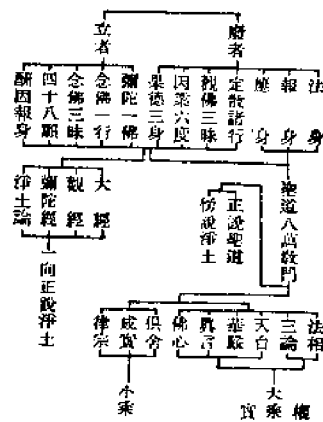 廢者
法身
報身
應身
定散諸行
觀佛三昧
因業六度
果德三身
立者
彌陀一佛
念佛一行
念佛三昧
四十八願
酬因報身
聖道八萬敎門
正說聖道
傍說淨土
大經
觀經
彌陀經
淨土論
一向正說淨土
法相
三論
天台
華嚴
眞言
佛心
俱舍
成實
律宗
權
大乘
實
小乘